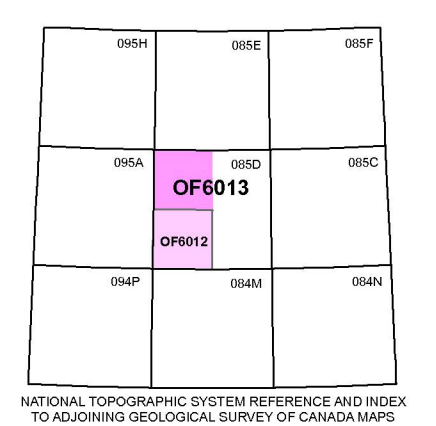 095H 085E 085F
095A 085D 085C
OF6013
OF6012
094P 084M 084N
NATIONAL TOPOGRAPHIC SYSTEM REFERENCE AND INDEX
TO ADJOINING GEOLOGICAL SURVEY OF CANADA MAPS